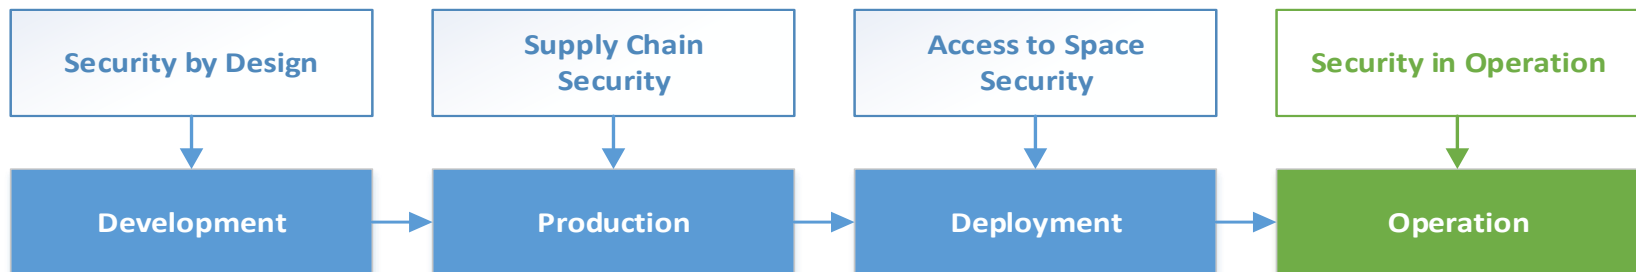 Security by Design
Supply Chain
Security
Access to Space
Security
Security in Operation
Development
Production
Deployment
Operation